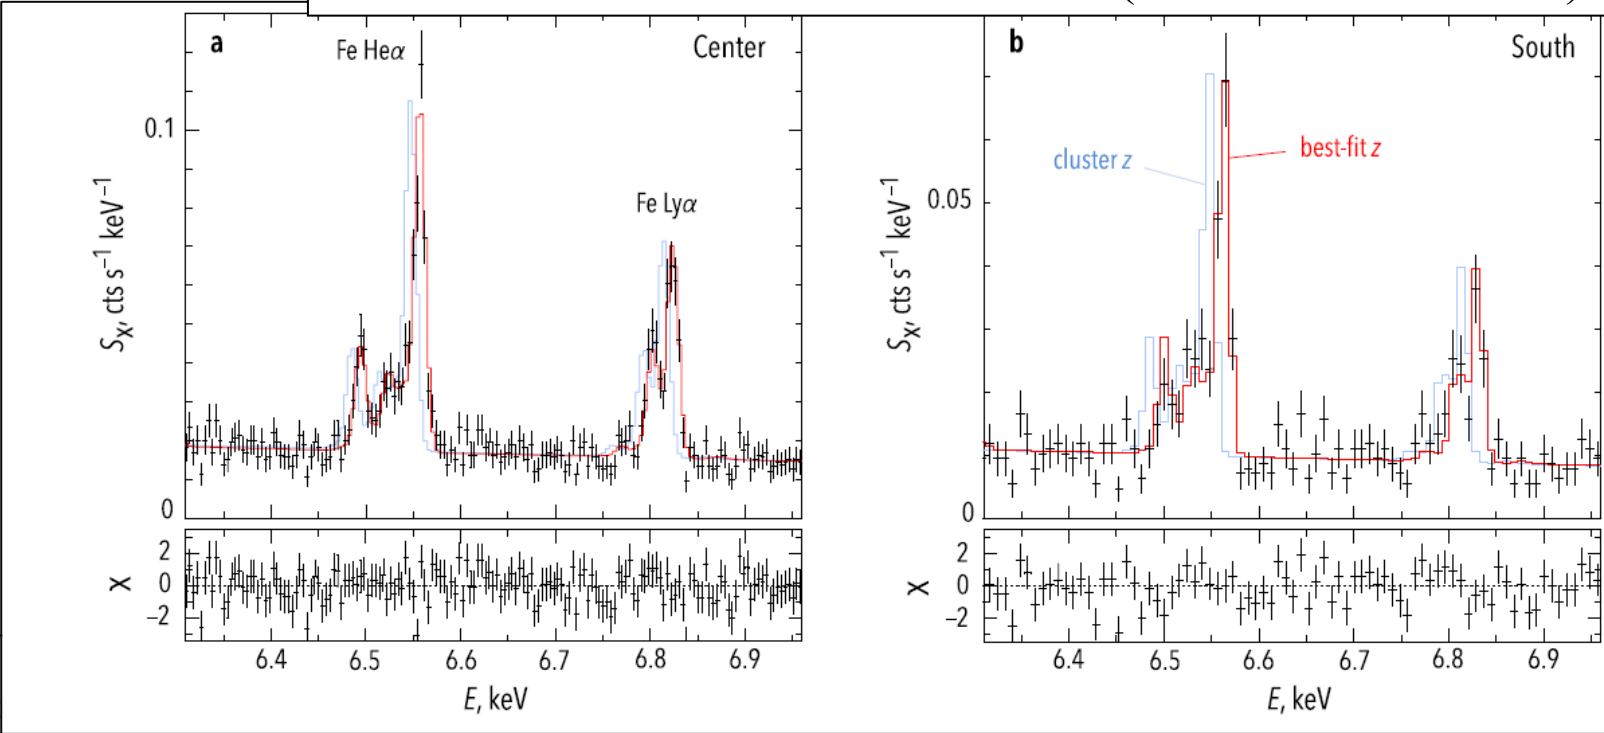 a
Fe Heα
Center
0.1
Fe Lyα
S_X, cts s⁻¹ keV⁻¹
0
2
0
−2
χ
6.4 6.5 6.6 6.7 6.8 6.9
E, keV
b
South
cluster z
best-fit z
0.05
S_X, cts s⁻¹ keV⁻¹
0
2
0
−2
χ
6.4 6.5 6.6 6.7 6.8 6.9
E, keV